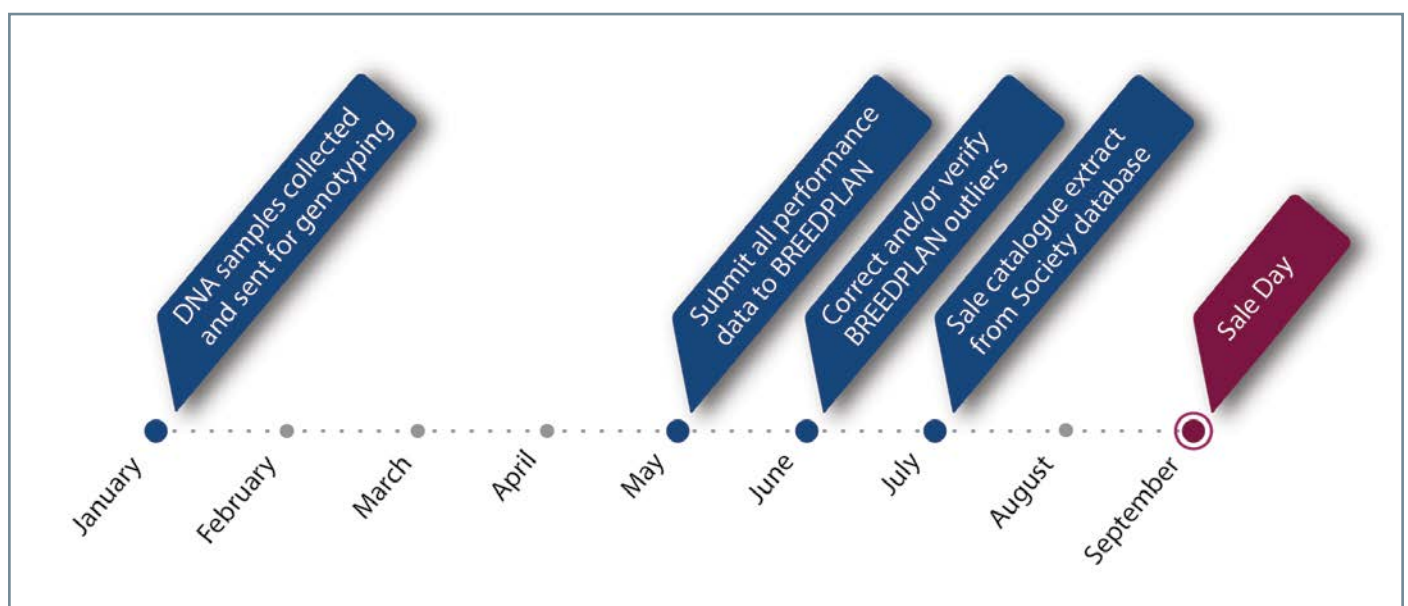 DNA samples collected
and sent for genotyping
Submit all performance
data to BREEDPLAN
Correct and/or verify
BREEDPLAN outliers
Sale catalogue extract
from Society database
Sale Day
January
February
March
April
May
June
July
August
September